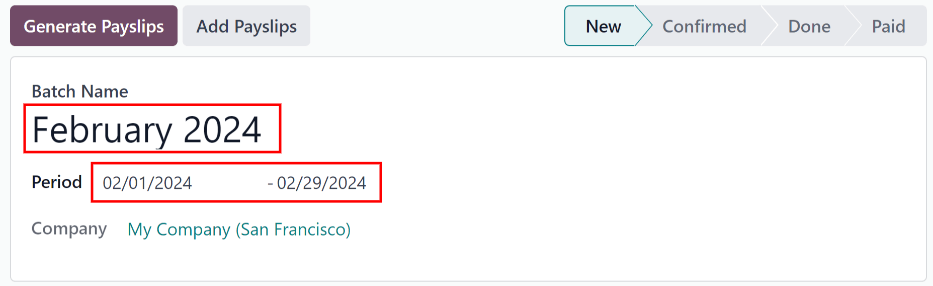 Generate Payslips Add Payslips New Confirmed Done Paid
Batch Name
February 2024
Period 02/01/2024 - 02/29/2024
Company My Company (San Francisco)